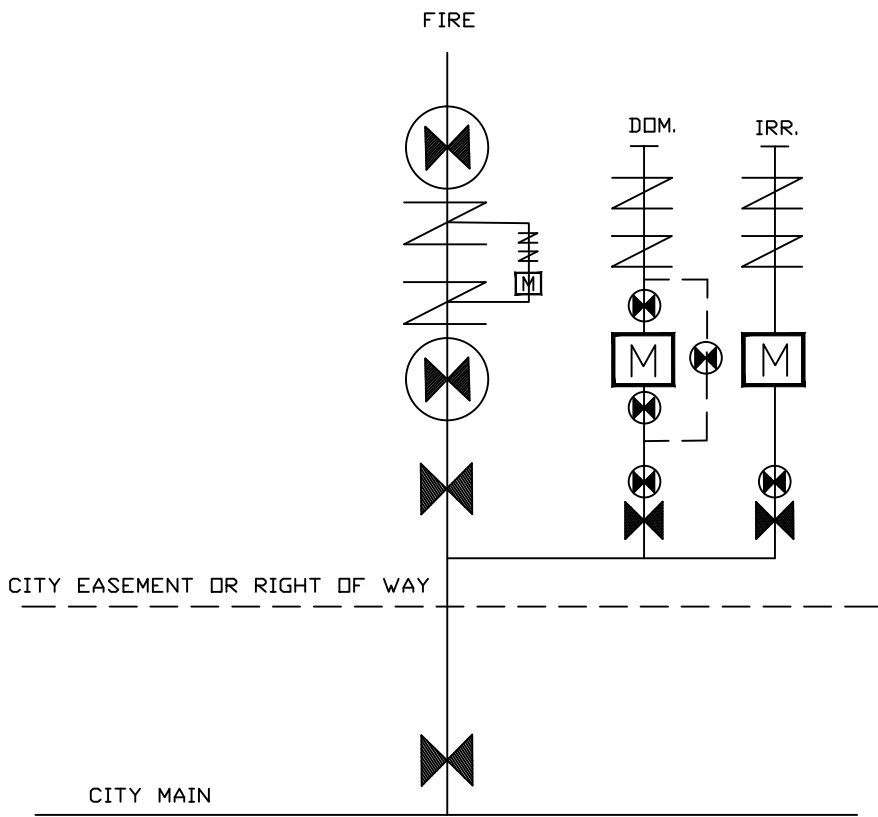 FIRE
DOM.
IRR.
M
M
M
CITY EASEMENT OR RIGHT OF WAY
CITY MAIN